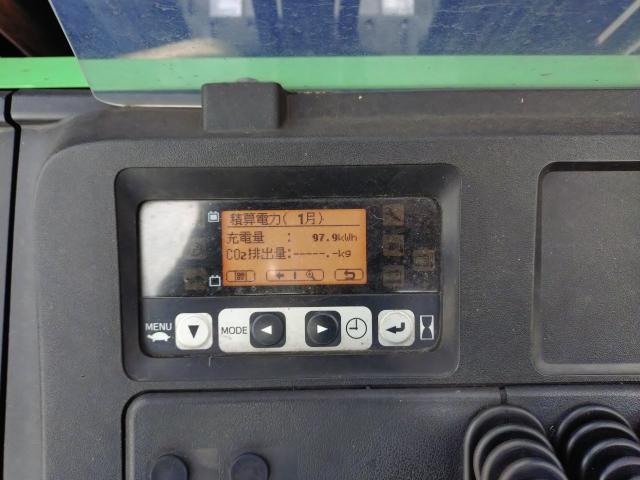 積算電力( 1月)
充電量 : 97.9kWh
CO2排出量:-----.-kg
MENU
MODE